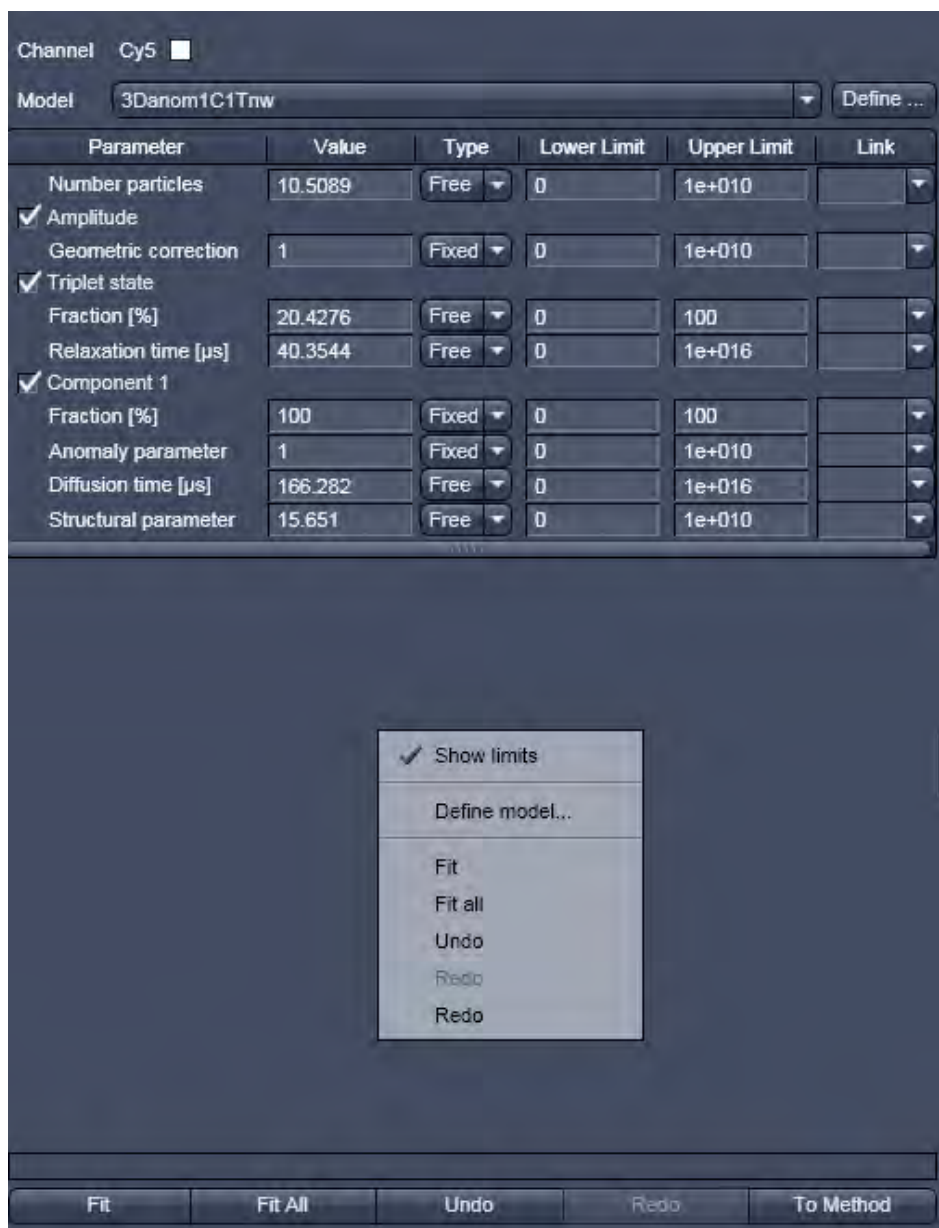 Channel Cy5
Model 3Danom1C1Tnw Define ...
Parameter Value Type Lower Limit Upper Limit Link
Number particles 10.5089 Free 0 1e+010
Amplitude
Geometric correction 1 Fixed 0 1e+010
Triplet state
Fraction [%] 20.4276 Free 0 100
Relaxation time [µs] 40.3544 Free 0 1e+016
Component 1
Fraction [%] 100 Fixed 0 100
Anomaly parameter 1 Fixed 0 1e+010
Diffusion time [µs] 166.282 Free 0 1e+016
Structural parameter 15.651 Free 0 1e+010
Show limits
Define model...
Fit
Fit all
Undo
Redo
Redo
Fit Fit All Undo Redo To Method